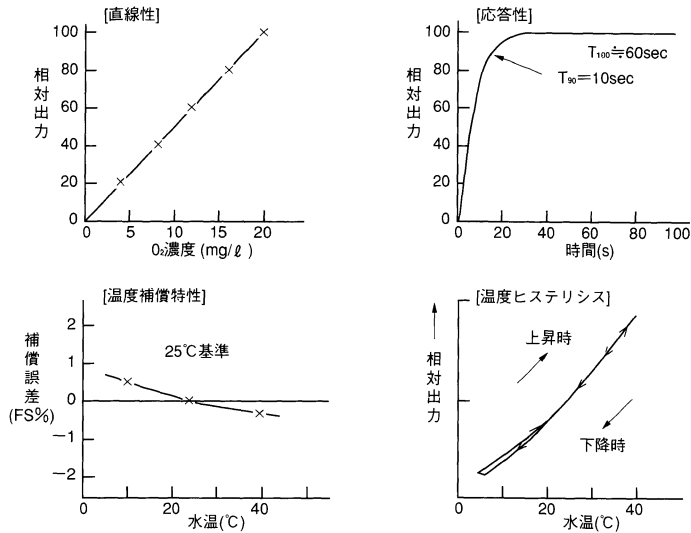 [直線性]
100
80
60
40
20
0
相対出力
0 5 10 15 20
O₂濃度 (mg/ℓ)
[応答性]
100
80
60
40
20
0
相対出力
T₁₀₀≒60sec
T₉₀＝10sec
0 20 40 60 80 100
時間(s)
[温度補償特性]
2
1
0
−1
−2
補償誤差
(FS%)
25℃基準
0 20 40
水温(℃)
[温度ヒステリシス]
相対出力
上昇時
下降時
0 20 40
水温(℃)